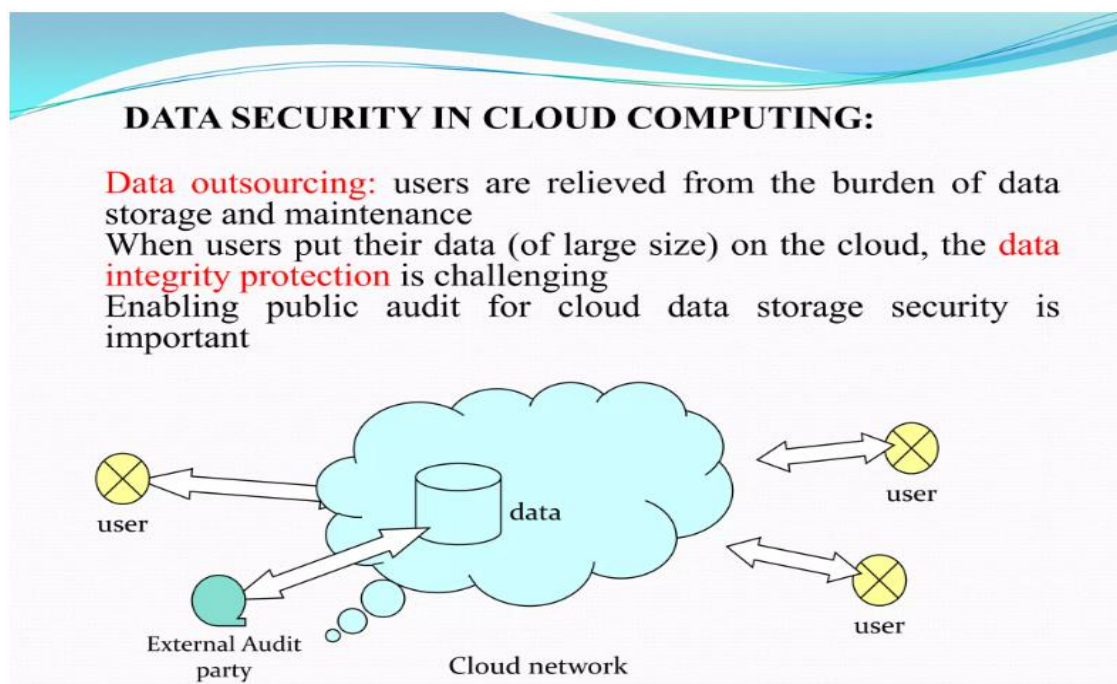 DATA SECURITY IN CLOUD COMPUTING:
Data outsourcing: users are relieved from the burden of data
storage and maintenance
When users put their data (of large size) on the cloud, the data
integrity protection is challenging
Enabling public audit for cloud data storage security is
important
data
user
user
user
External Audit
party
Cloud network